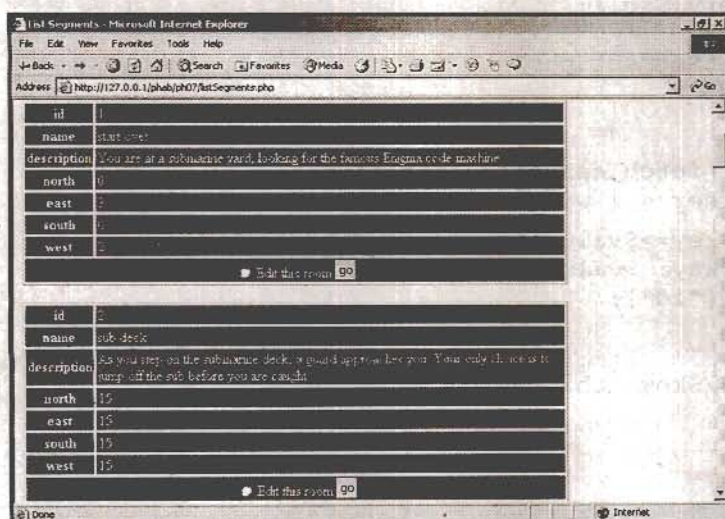 List Segments - Microsoft Internet Explorer
File Edit View Favorites Tools Help
Back Search Favorites Media
Address http://127.0.0.1/phab/ph07/listSegments.php Go
id 1
name start over
description You are at a submarine yard, looking for the famous Enigma code machine
north 0
east
south 0
west 2
Edit this room go
id 2
name sub deck
description As you step on the submarine deck, a guard approaches you. Your only choice is to
jump off the sub before you are caught
north 15
east 15
south 15
west 15
Edit this room go
Done Internet